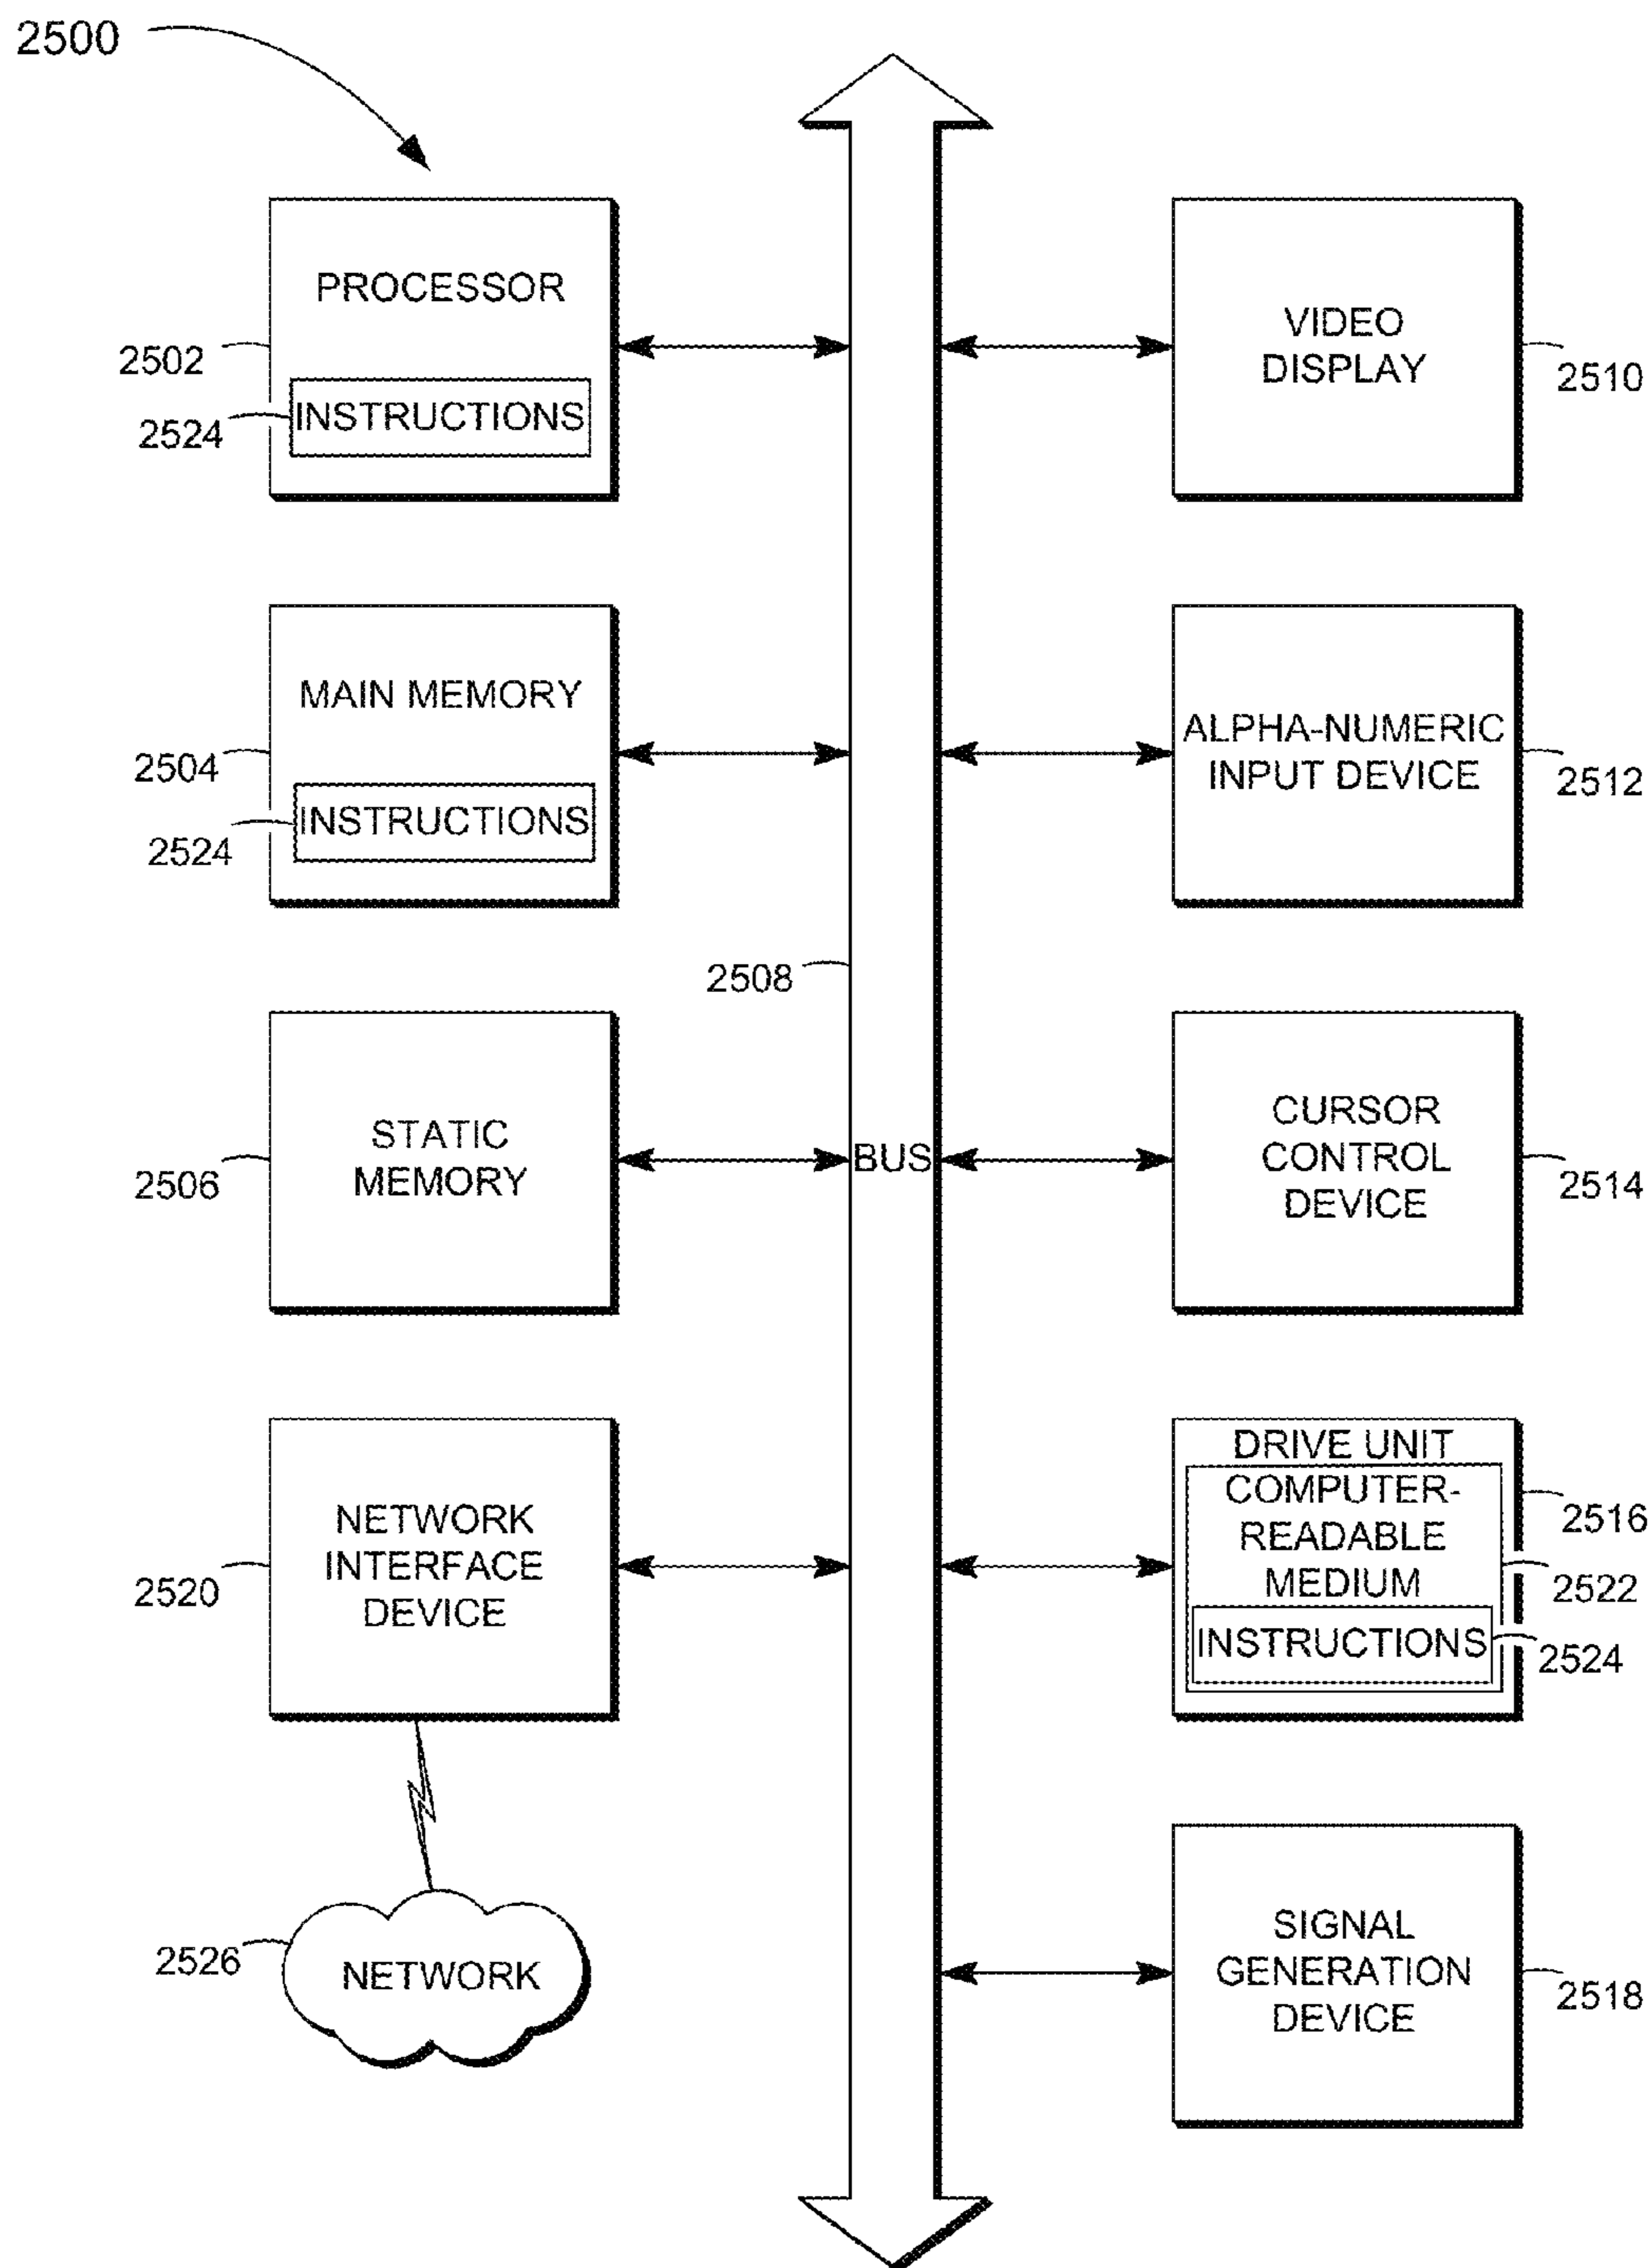 2500
PROCESSOR
2502
INSTRUCTIONS
2524
MAIN MEMORY
2504
INSTRUCTIONS
2524
2508
STATIC
MEMORY
2506
NETWORK
INTERFACE
DEVICE
2520
2526
NETWORK
BUS
VIDEO
DISPLAY
2510
ALPHA-NUMERIC
INPUT DEVICE
2512
CURSOR
CONTROL
DEVICE
2514
DRIVE UNIT
COMPUTER-
READABLE
MEDIUM
2516
2522
INSTRUCTIONS
2524
SIGNAL
GENERATION
DEVICE
2518